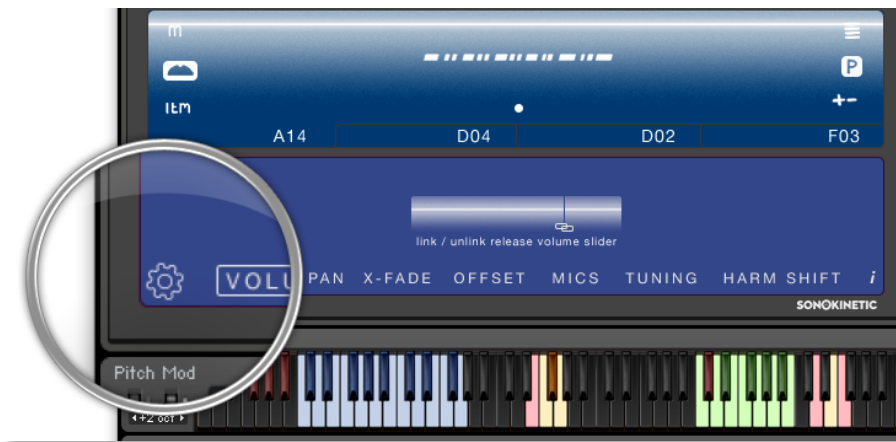 m
P
ltm
+-
A14 D04 D02 F03
link / unlink release volume slider
VOLU PAN X-FADE OFFSET MICS TUNING HARM SHIFT i
SONOKINETIC
Pitch Mod
+2 oct